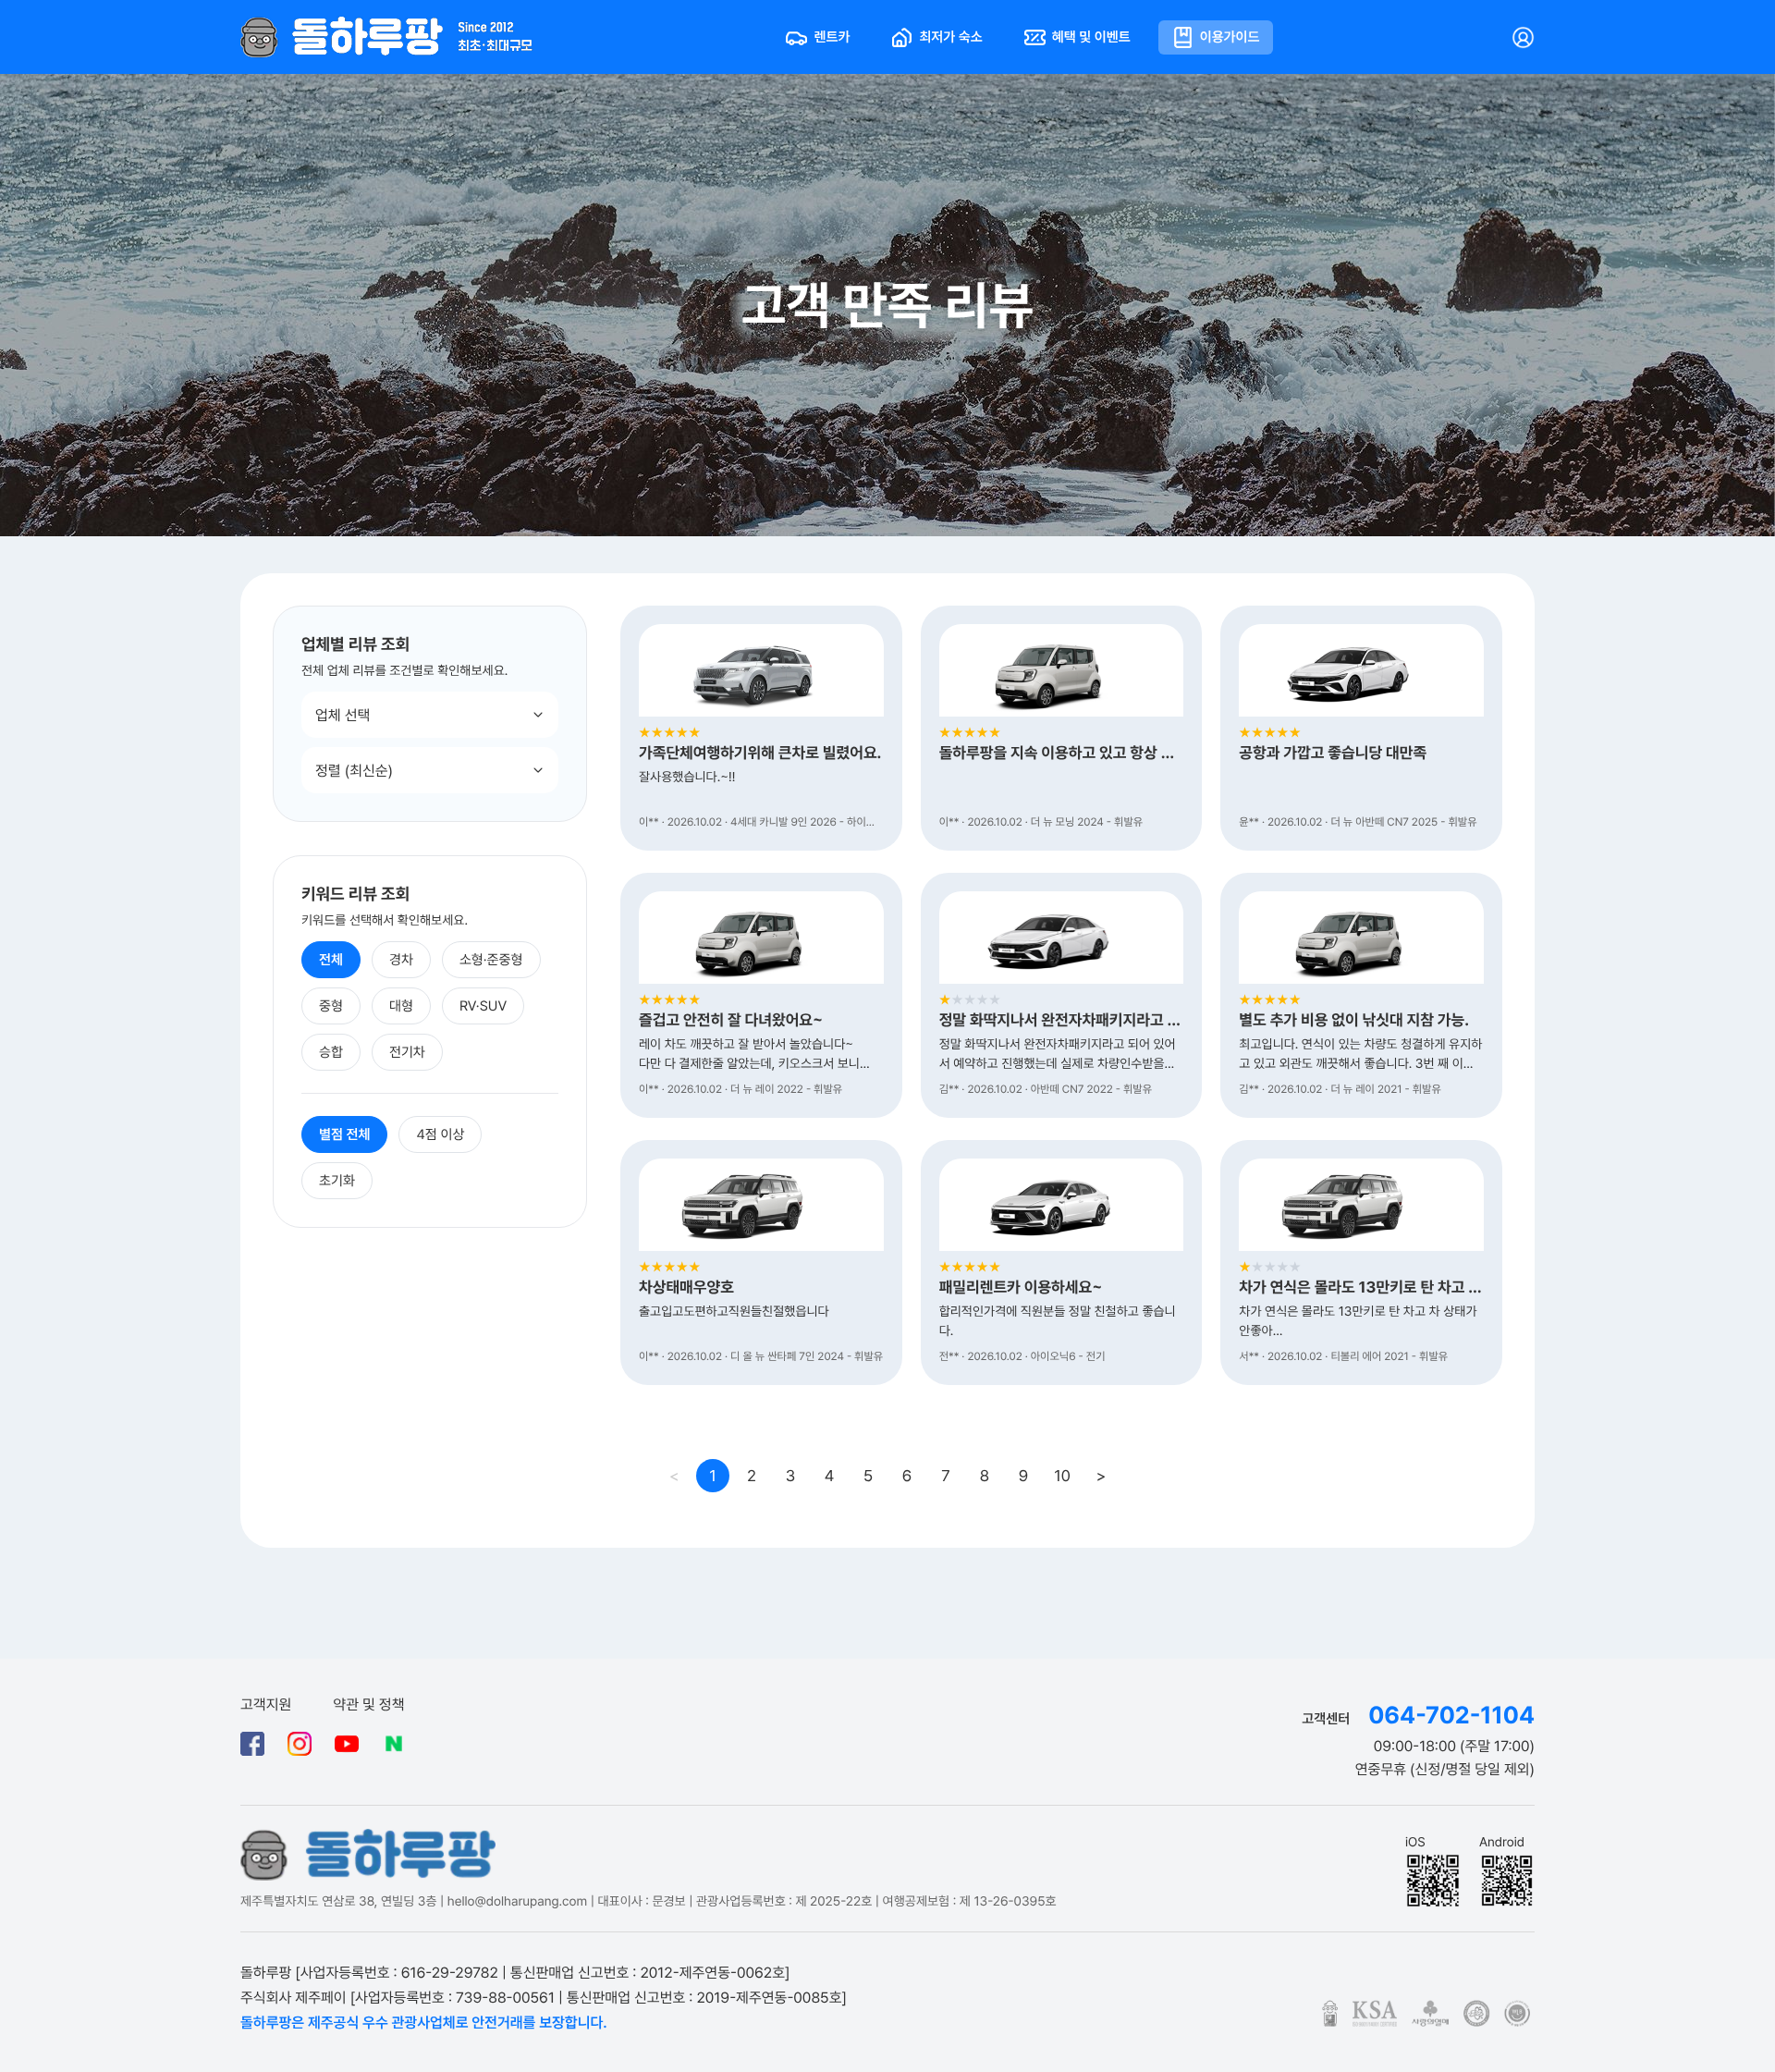 돌하루팡
Since 2012
최초·최대규모
렌트카
최저가 숙소
혜택 및 이벤트
이용가이드
고객 만족 리뷰
업체별 리뷰 조회
전체 업체 리뷰를 조건별로 확인해보세요.
업체 선택
정렬 (최신순)
키워드 리뷰 조회
키워드를 선택해서 확인해보세요.
전체
경차
소형·준중형
중형
대형
RV·SUV
승합
전기차
별점 전체
4점 이상
초기화
★★★★★
가족단체여행하기위해 큰차로 빌렸어요.
잘사용했습니다.~!!
이** · 2026.10.02 · 4세대 카니발 9인 2026 - 하이...
★★★★★
돌하루팡을 지속 이용하고 있고 항상 ...
이** · 2026.10.02 · 더 뉴 모닝 2024 - 휘발유
★★★★★
공항과 가깝고 좋습니당 대만족
윤** · 2026.10.02 · 더 뉴 아반떼 CN7 2025 - 휘발유
★★★★★
즐겁고 안전히 잘 다녀왔어요~
레이 차도 깨끗하고 잘 받아서 놀았습니다~
다만 다 결제한줄 알았는데, 키오스크서 보니...
이** · 2026.10.02 · 더 뉴 레이 2022 - 휘발유
★★★★★
정말 화딱지나서 완전자차패키지라고 ...
정말 화딱지나서 완전자차패키지라고 되어 있어
서 예약하고 진행했는데 실제로 차량인수받을...
김** · 2026.10.02 · 아반떼 CN7 2022 - 휘발유
★★★★★
별도 추가 비용 없이 낚싯대 지참 가능.
최고입니다. 연식이 있는 차량도 청결하게 유지하
고 있고 외관도 깨끗해서 좋습니다. 3번 째 이...
김** · 2026.10.02 · 더 뉴 레이 2021 - 휘발유
★★★★★
차상태매우양호
출고입고도편하고직원들친절했읍니다
이** · 2026.10.02 · 디 올 뉴 싼타페 7인 2024 - 휘발유
★★★★★
패밀리렌트카 이용하세요~
합리적인가격에 직원분들 정말 친철하고 좋습니
다.
전** · 2026.10.02 · 아이오닉6 - 전기
★★★★★
차가 연식은 몰라도 13만키로 탄 차고 ...
차가 연식은 몰라도 13만키로 탄 차고 차 상태가
안좋아...
서** · 2026.10.02 · 티볼리 에어 2021 - 휘발유
< 1 2 3 4 5 6 7 8 9 10 >
고객지원
약관 및 정책
고객센터 064-702-1104
09:00-18:00 (주말 17:00)
연중무휴 (신정/명절 당일 제외)
돌하루팡
iOS
Android
제주특별자치도 연삼로 38, 연빌딩 3층 | hello@dolharupang.com | 대표이사 : 문경보 | 관광사업등록번호 : 제 2025-22호 | 여행공제보험 : 제 13-26-0395호
돌하루팡 [사업자등록번호 : 616-29-29782 | 통신판매업 신고번호 : 2012-제주연동-0062호]
주식회사 제주페이 [사업자등록번호 : 739-88-00561 | 통신판매업 신고번호 : 2019-제주연동-0085호]
돌하루팡은 제주공식 우수 관광사업체로 안전거래를 보장합니다.
KSA
사랑의열매